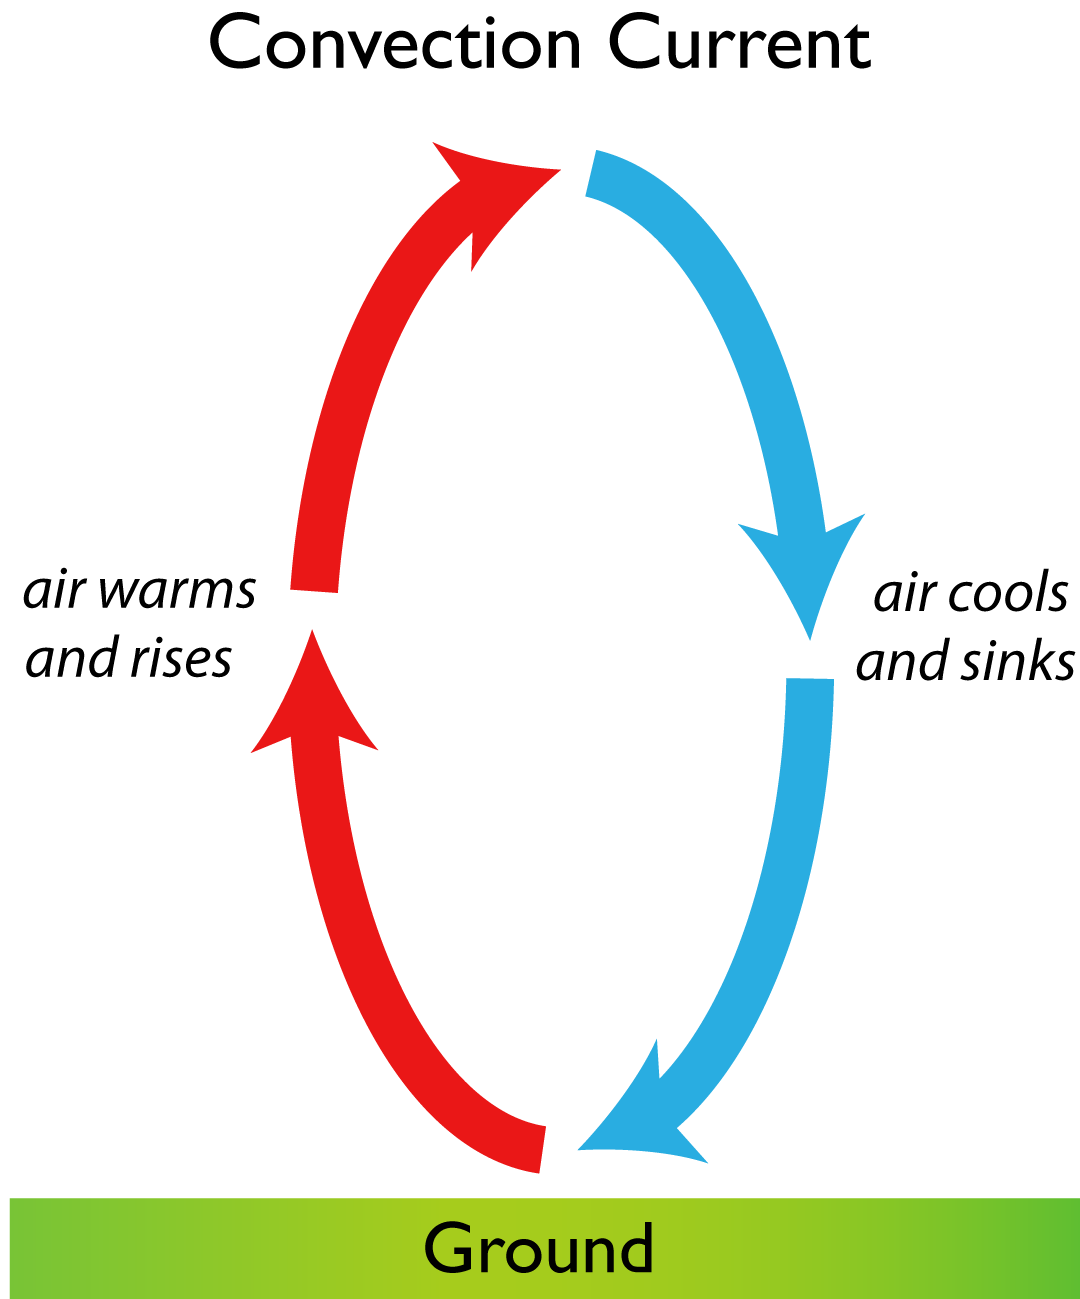 Convection Current
air warms
and rises
air cools
and sinks
Ground